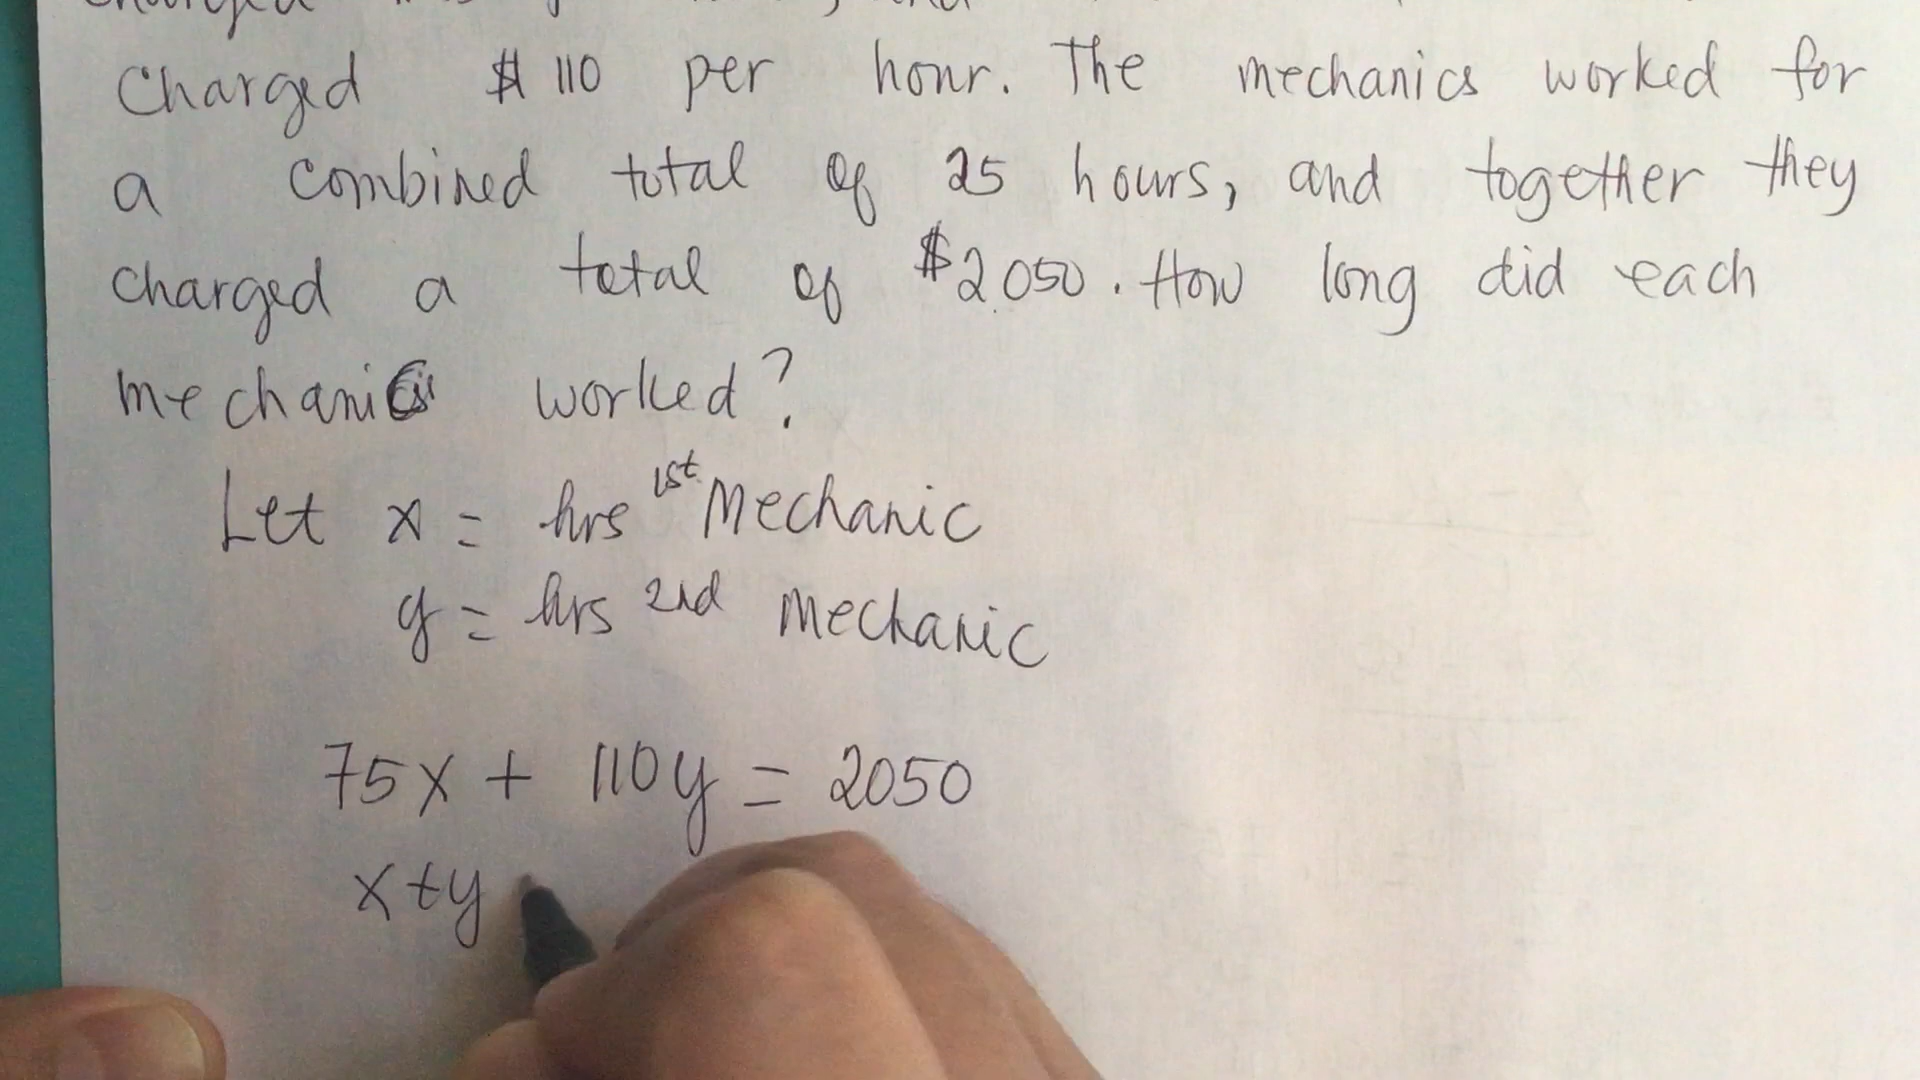 Charged $110 per hour. The mechanics worked for
a combined total of 25 hours, and together they
charged a total of $2050. How long did each
mechanic worked?
Let x = hrs 1st Mechanic
y = hrs 2nd Mechanic
75x + 110y = 2050
x+y